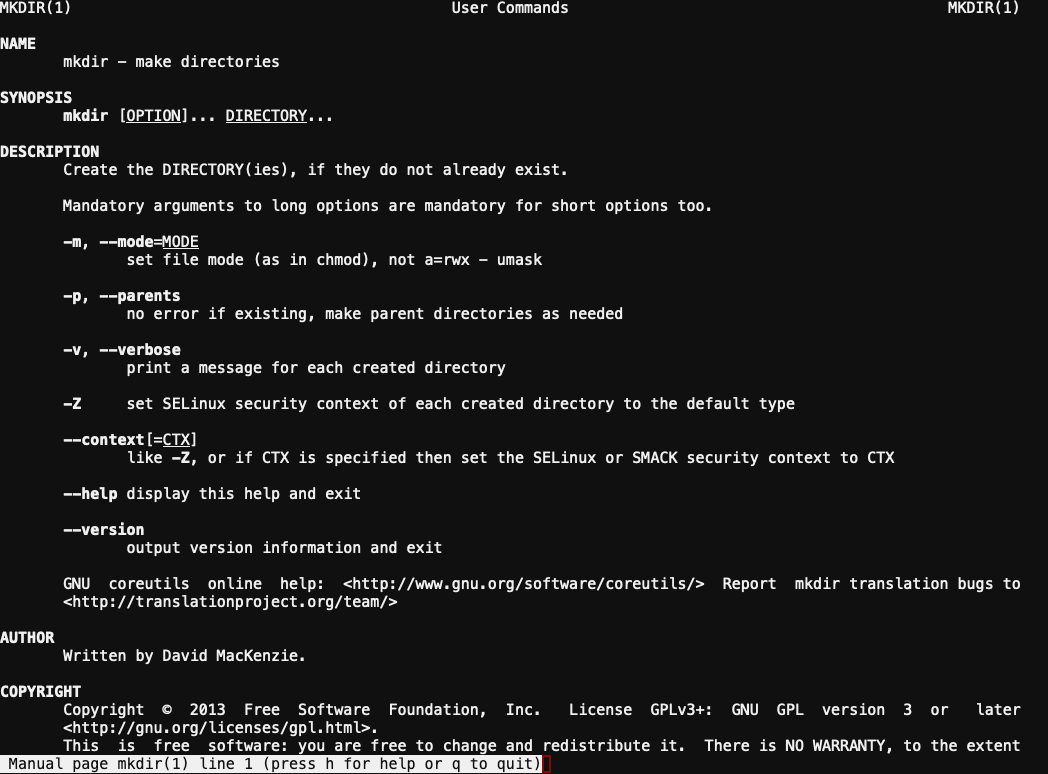 MKDIR(1) User Commands MKDIR(1)
NAME
mkdir - make directories
SYNOPSIS
mkdir [OPTION]... DIRECTORY...
DESCRIPTION
Create the DIRECTORY(ies), if they do not already exist.
Mandatory arguments to long options are mandatory for short options too.
-m, --mode=MODE
set file mode (as in chmod), not a=rwx - umask
-p, --parents
no error if existing, make parent directories as needed
-v, --verbose
print a message for each created directory
-Z set SELinux security context of each created directory to the default type
--context[=CTX]
like -Z, or if CTX is specified then set the SELinux or SMACK security context to CTX
--help display this help and exit
--version
output version information and exit
GNU coreutils online help: <http://www.gnu.org/software/coreutils/> Report mkdir translation bugs to
<http://translationproject.org/team/>
AUTHOR
Written by David MacKenzie.
COPYRIGHT
Copyright © 2013 Free Software Foundation, Inc. License GPLv3+: GNU GPL version 3 or later
<http://gnu.org/licenses/gpl.html>.
This is free software: you are free to change and redistribute it. There is NO WARRANTY, to the extent
Manual page mkdir(1) line 1 (press h for help or q to quit)